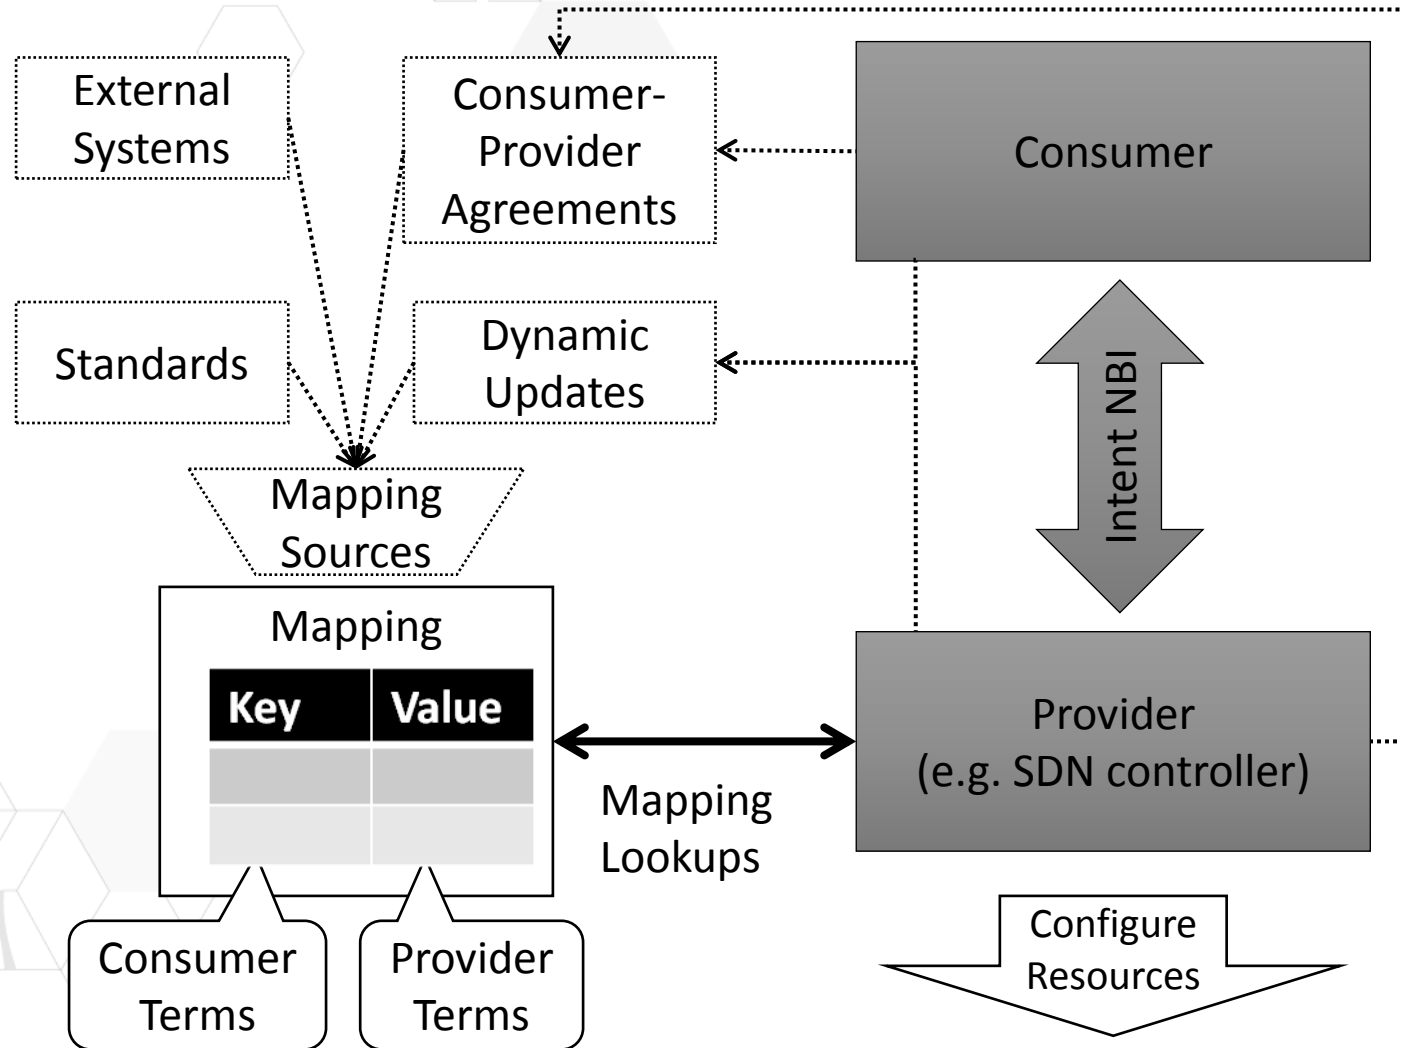 External
Systems
Consumer-
Provider
Agreements
Consumer
Standards
Dynamic
Updates
Intent NBI
Mapping
Sources
Mapping
Key Value
Mapping
Lookups
Provider
(e.g. SDN controller)
Consumer
Terms
Provider
Terms
Configure
Resources